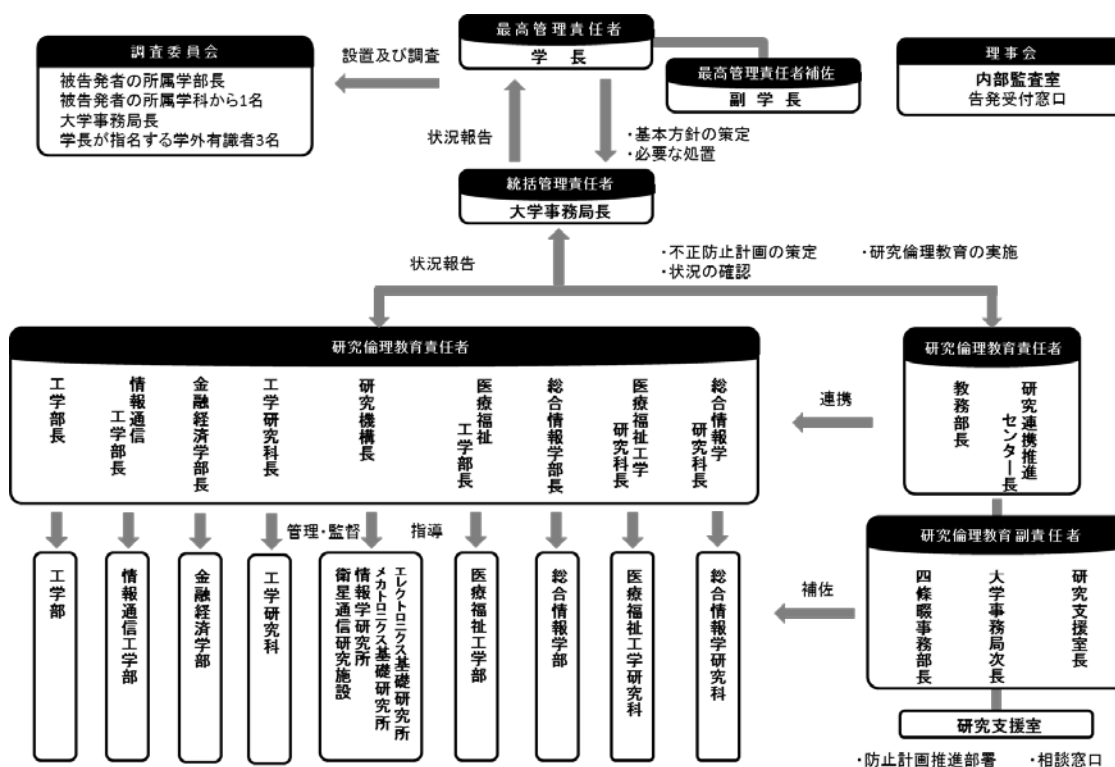 最高管理責任者
学 長
調査委員会
被告発者の所属学部長
被告発者の所属学科から1名
大学事務局長
学長が指名する学外有識者3名
設置及び調査
最高管理責任者補佐
副 学 長
理事会
内部監査室
告発受付窓口
状況報告
・基本方針の策定
・必要な処置
統括管理責任者
大学事務局長
状況報告
・不正防止計画の策定
・状況の確認
・研究倫理教育の実施
研究倫理教育責任者
工学部長
情報通信
工学部長
金融経済学部長
工学研究科長
研究機構長
医療福祉
工学部長
総合情報学部長
医療福祉工学
研究科長
総合情報学
研究科長
連携
研究倫理教育責任者
研究連携推進
センター長
教務部長
管理・監督
指導
工学部
情報通信工学部
金融経済学部
工学研究科
エレクトロニクス基礎研究所
メカトロニクス基礎研究所
情報学研究所
衛星通信研究施設
医療福祉工学部
総合情報学部
医療福祉工学研究科
総合情報学研究科
補佐
研究倫理教育副責任者
研究支援室長
大学事務局次長
四條畷事務部長
研究支援室
・防止計画推進部署
・相談窓口